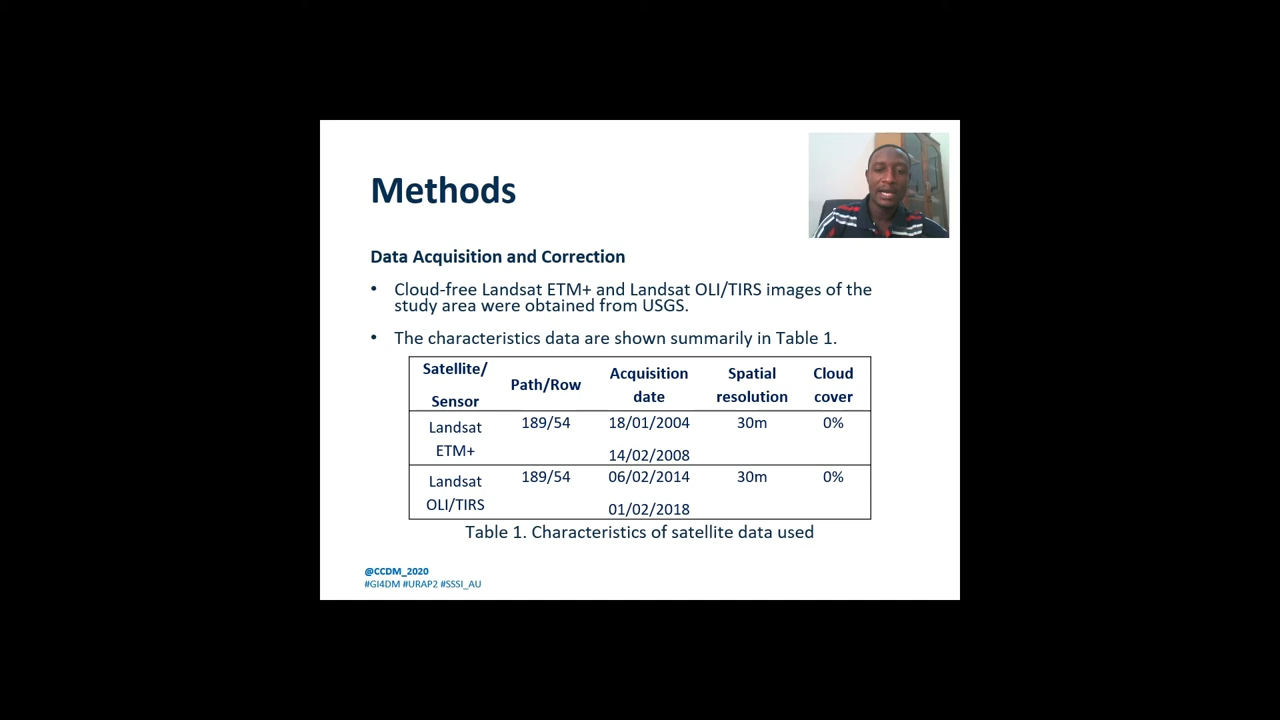 Methods
Data Acquisition and Correction
• Cloud-free Landsat ETM+ and Landsat OLI/TIRS images of the
study area were obtained from USGS.
• The characteristics data are shown summarily in Table 1.
Satellite/ Sensor Path/Row Acquisition date Spatial resolution Cloud cover
Landsat ETM+ 189/54 18/01/2004 14/02/2008 30m 0%
Landsat OLI/TIRS 189/54 06/02/2014 01/02/2018 30m 0%
Table 1. Characteristics of satellite data used
@CCDM_2020
#GI4DM #URAP2 #SSSI_AU